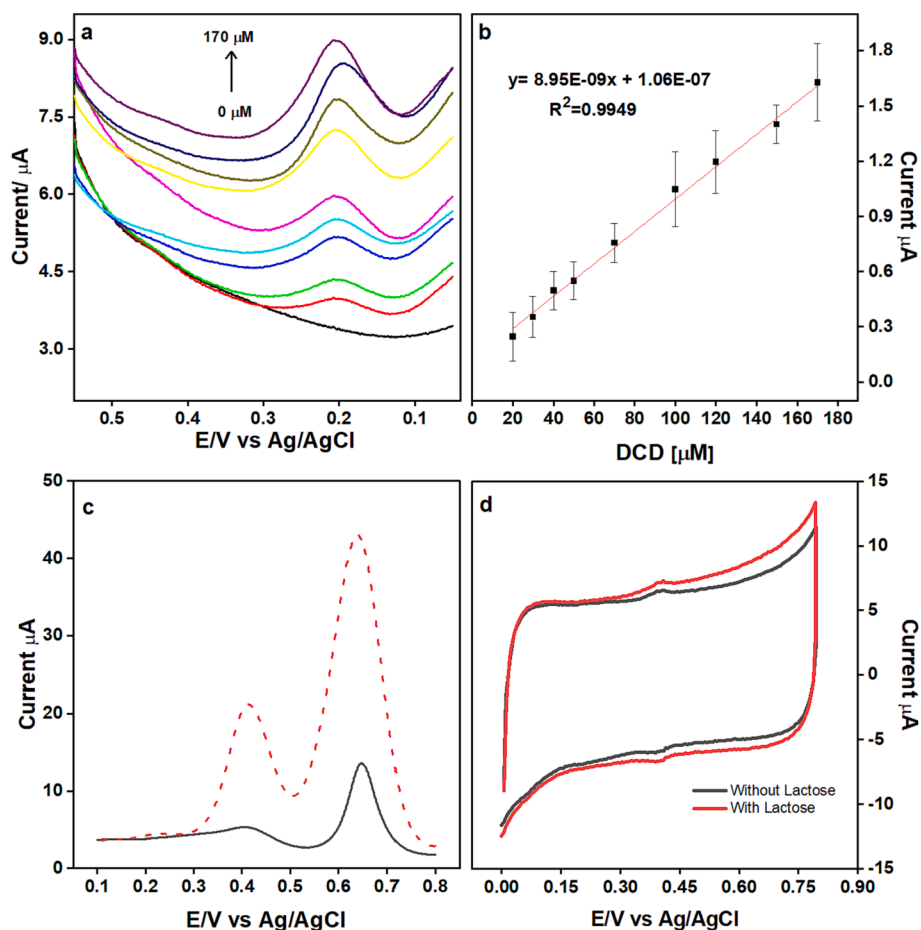 a
170 μM
0 μM
9.0
7.5
6.0
4.5
3.0
Current/ μA
0.5 0.4 0.3 0.2 0.1
E/V vs Ag/AgCl
b
y= 8.95E-09x + 1.06E-07
R²=0.9949
1.8
1.5
1.2
0.9
0.6
0.3
0.0
Current μA
0 20 40 60 80 100 120 140 160 180
DCD [μM]
c
50
40
30
20
10
0
Current μA
0.1 0.2 0.3 0.4 0.5 0.6 0.7 0.8
E/V vs Ag/AgCl
d
15
10
5
0
-5
-10
-15
Current μA
Without Lactose
With Lactose
0.00 0.15 0.30 0.45 0.60 0.75 0.90
E/V vs Ag/AgCl